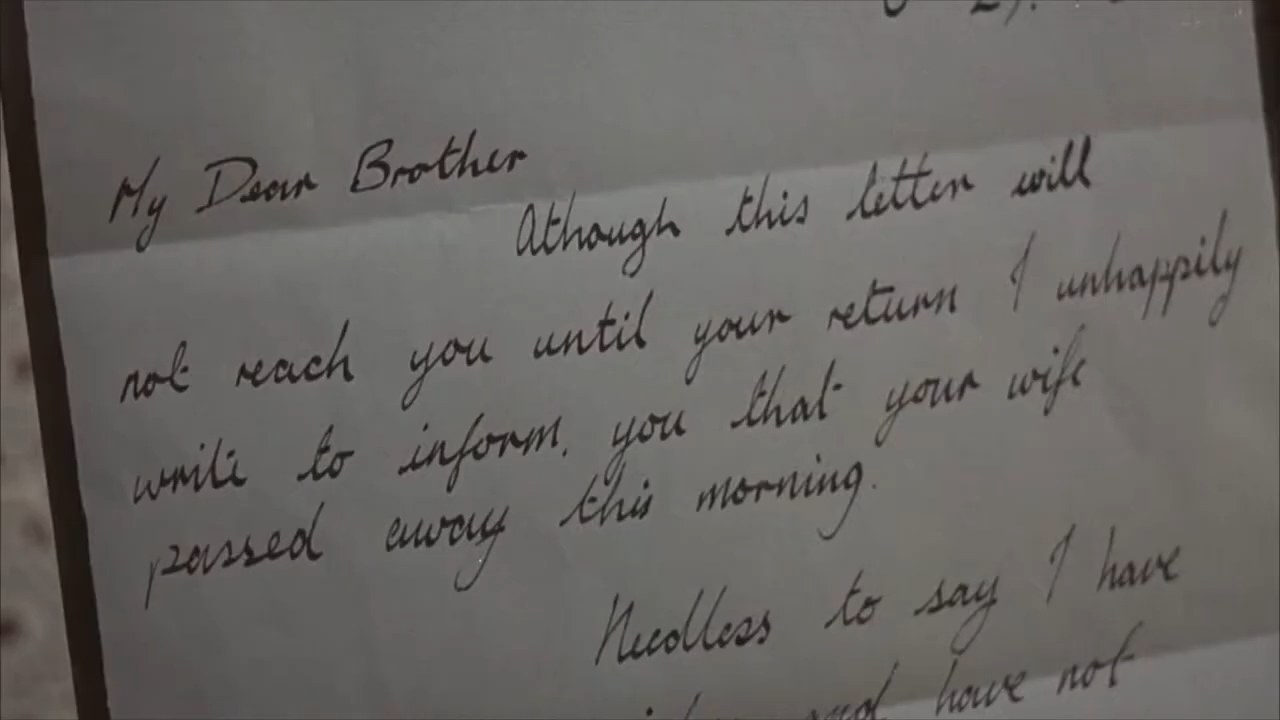 My Dear Brother
Athough this letter will
not reach you until your return I unhappily
write to inform, you that your wife
passed away this morning.
Needless to say I have
have not